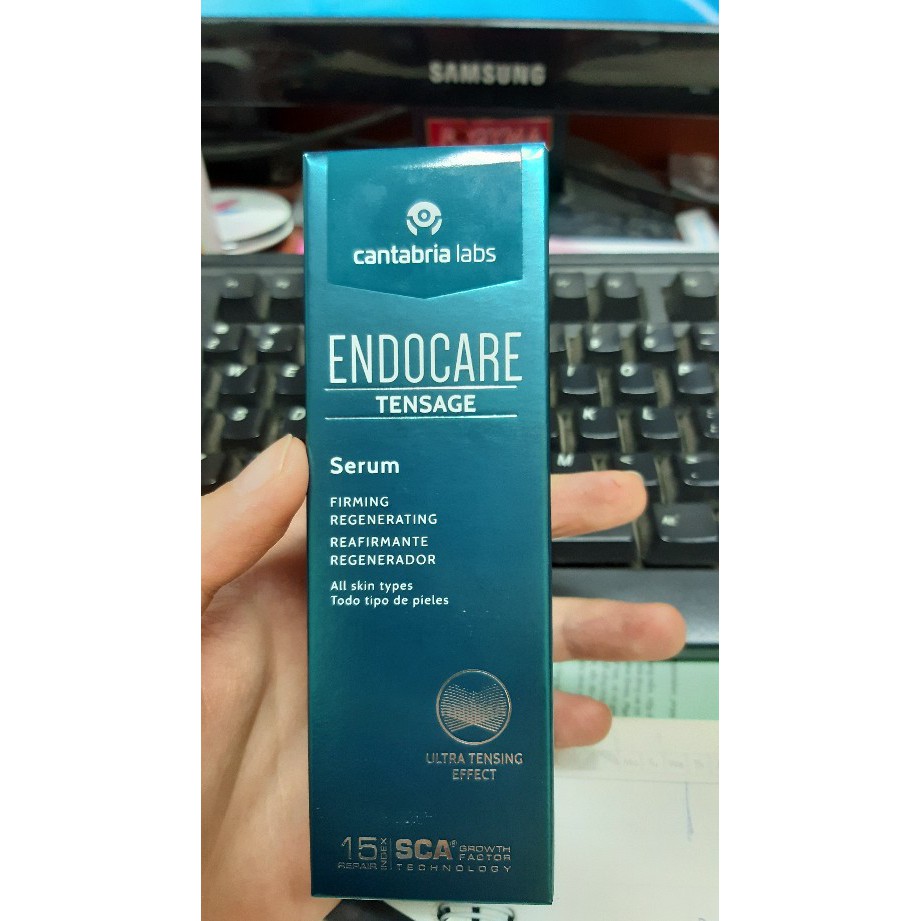 SAMSUNG
cantabria labs
ENDOCARE
TENSAGE
Serum
FIRMING
REGENERATING
REAFIRMANTE
REGENERADOR
All skin types
Todo tipo de pieles
ULTRA TENSING
EFFECT
15 REPAIR INDEX
SCA® GROWTH FACTOR TECHNOLOGY